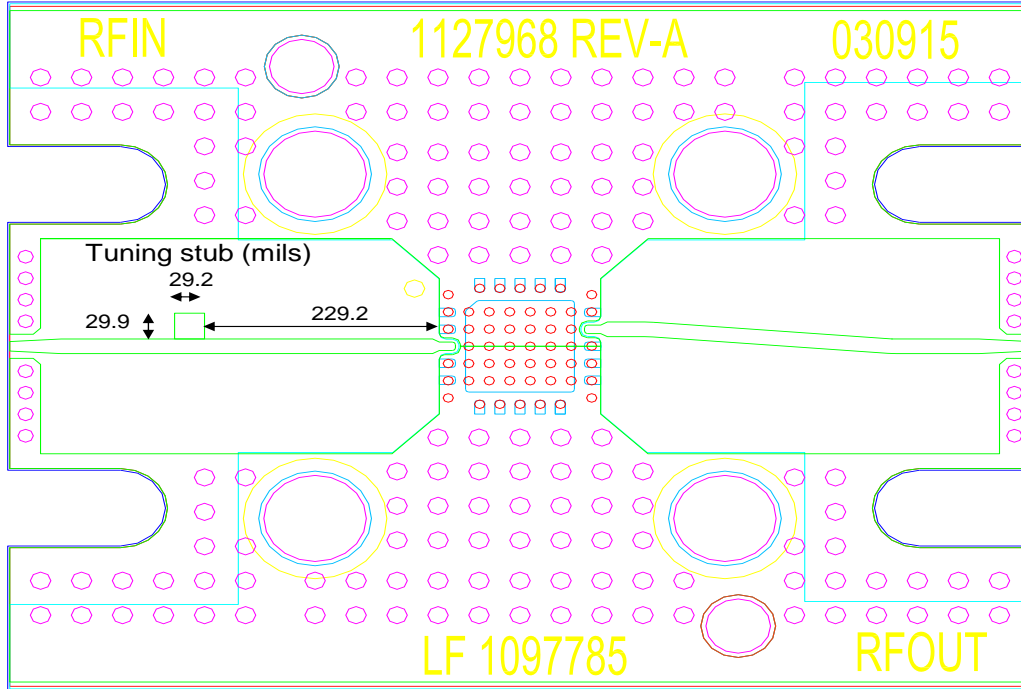 RFIN
1127968 REV-A
030915
Tuning stub (mils)
29.2
29.9
229.2
LF 1097785
RFOUT